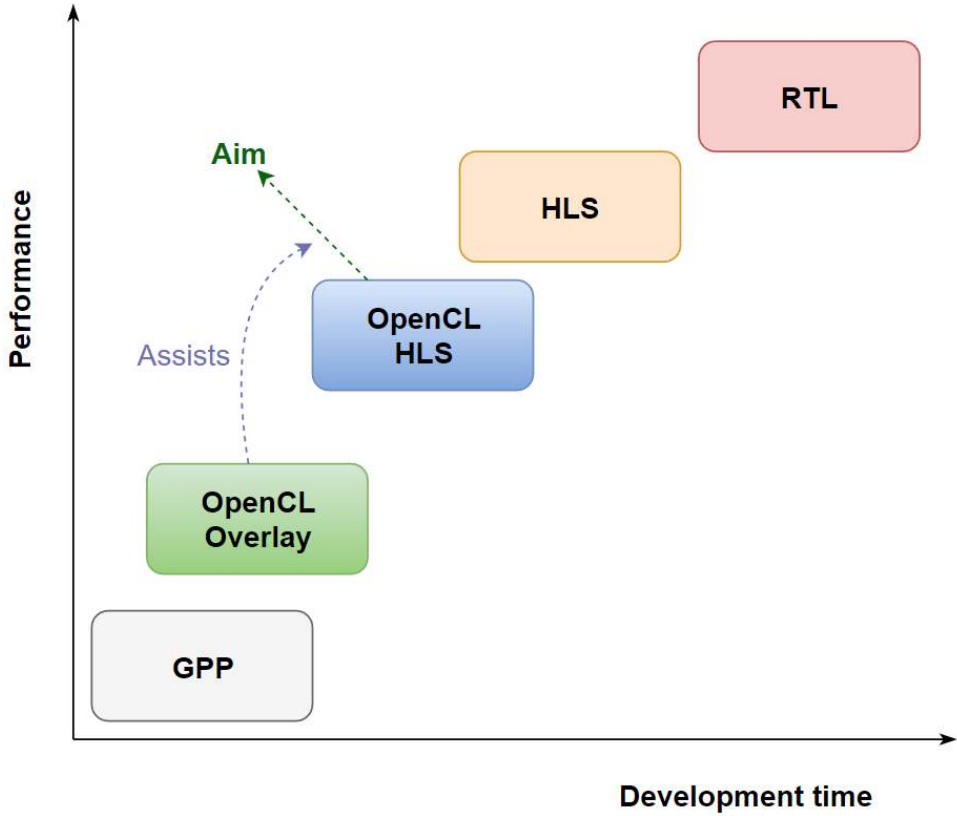 RTL
Aim
HLS
Performance
OpenCL
HLS
Assists
OpenCL
Overlay
GPP
Development time